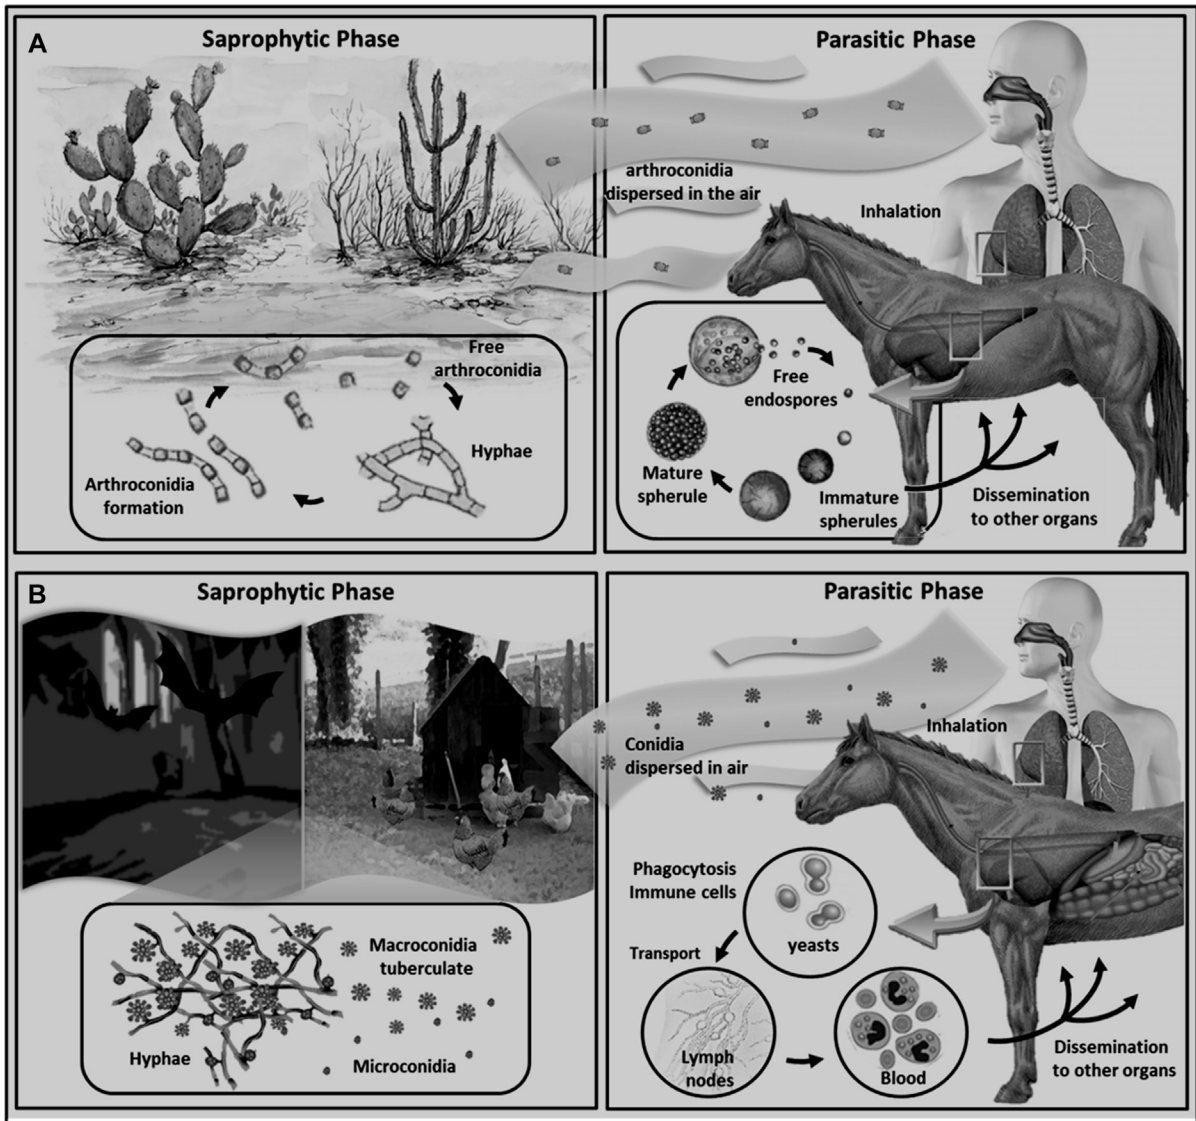 A
Saprophytic Phase
Parasitic Phase
arthroconidia
dispersed in the air
Inhalation
Free
arthroconidia
Hyphae
Arthroconidia
formation
Free
endospores
Mature
spherule
Immature
spherules
Dissemination
to other organs
B
Saprophytic Phase
Parasitic Phase
Conidia
dispersed in air
Inhalation
Phagocytosis
Immune cells
yeasts
Transport
Lymph
nodes
Blood
Dissemination
to other organs
Macroconidia
tuberculate
Hyphae
Microconidia